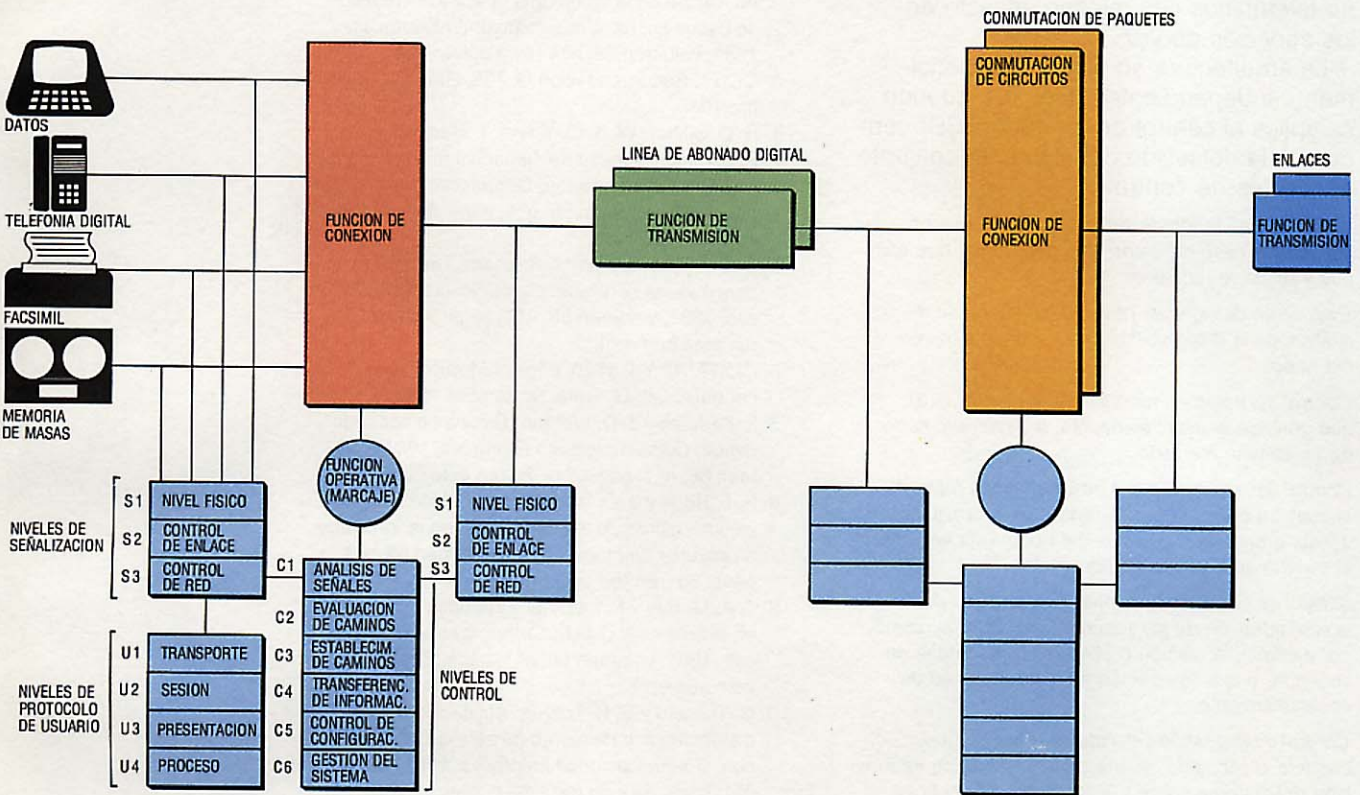 CONMUTACION DE PAQUETES
CONMUTACION
DE CIRCUITOS
DATOS
LINEA DE ABONADO DIGITAL
ENLACES
TELEFONIA DIGITAL
FUNCION DE
CONEXION
FUNCION DE
TRANSMISION
FUNCION DE
CONEXION
FUNCION DE
TRANSMISION
FACSIMIL
MEMORIA
DE MASAS
FUNCION
OPERATIVA
(MARCAJE)
NIVELES DE
SEÑALIZACION
S1 NIVEL FISICO
S2 CONTROL
DE ENLACE
S3 CONTROL
DE RED
S1 NIVEL FISICO
S2 CONTROL
DE ENLACE
S3 CONTROL
DE RED
C1 ANALISIS DE
SEÑALES
C2 EVALUACION
DE CAMINOS
C3 ESTABLECIM.
DE CAMINOS
C4 TRANSFERENC.
DE INFORMAC.
C5 CONTROL DE
CONFIGURAC.
C6 GESTION DEL
SISTEMA
NIVELES DE
CONTROL
NIVELES DE
PROTOCOLO
DE USUARIO
U1 TRANSPORTE
U2 SESION
U3 PRESENTACION
U4 PROCESO